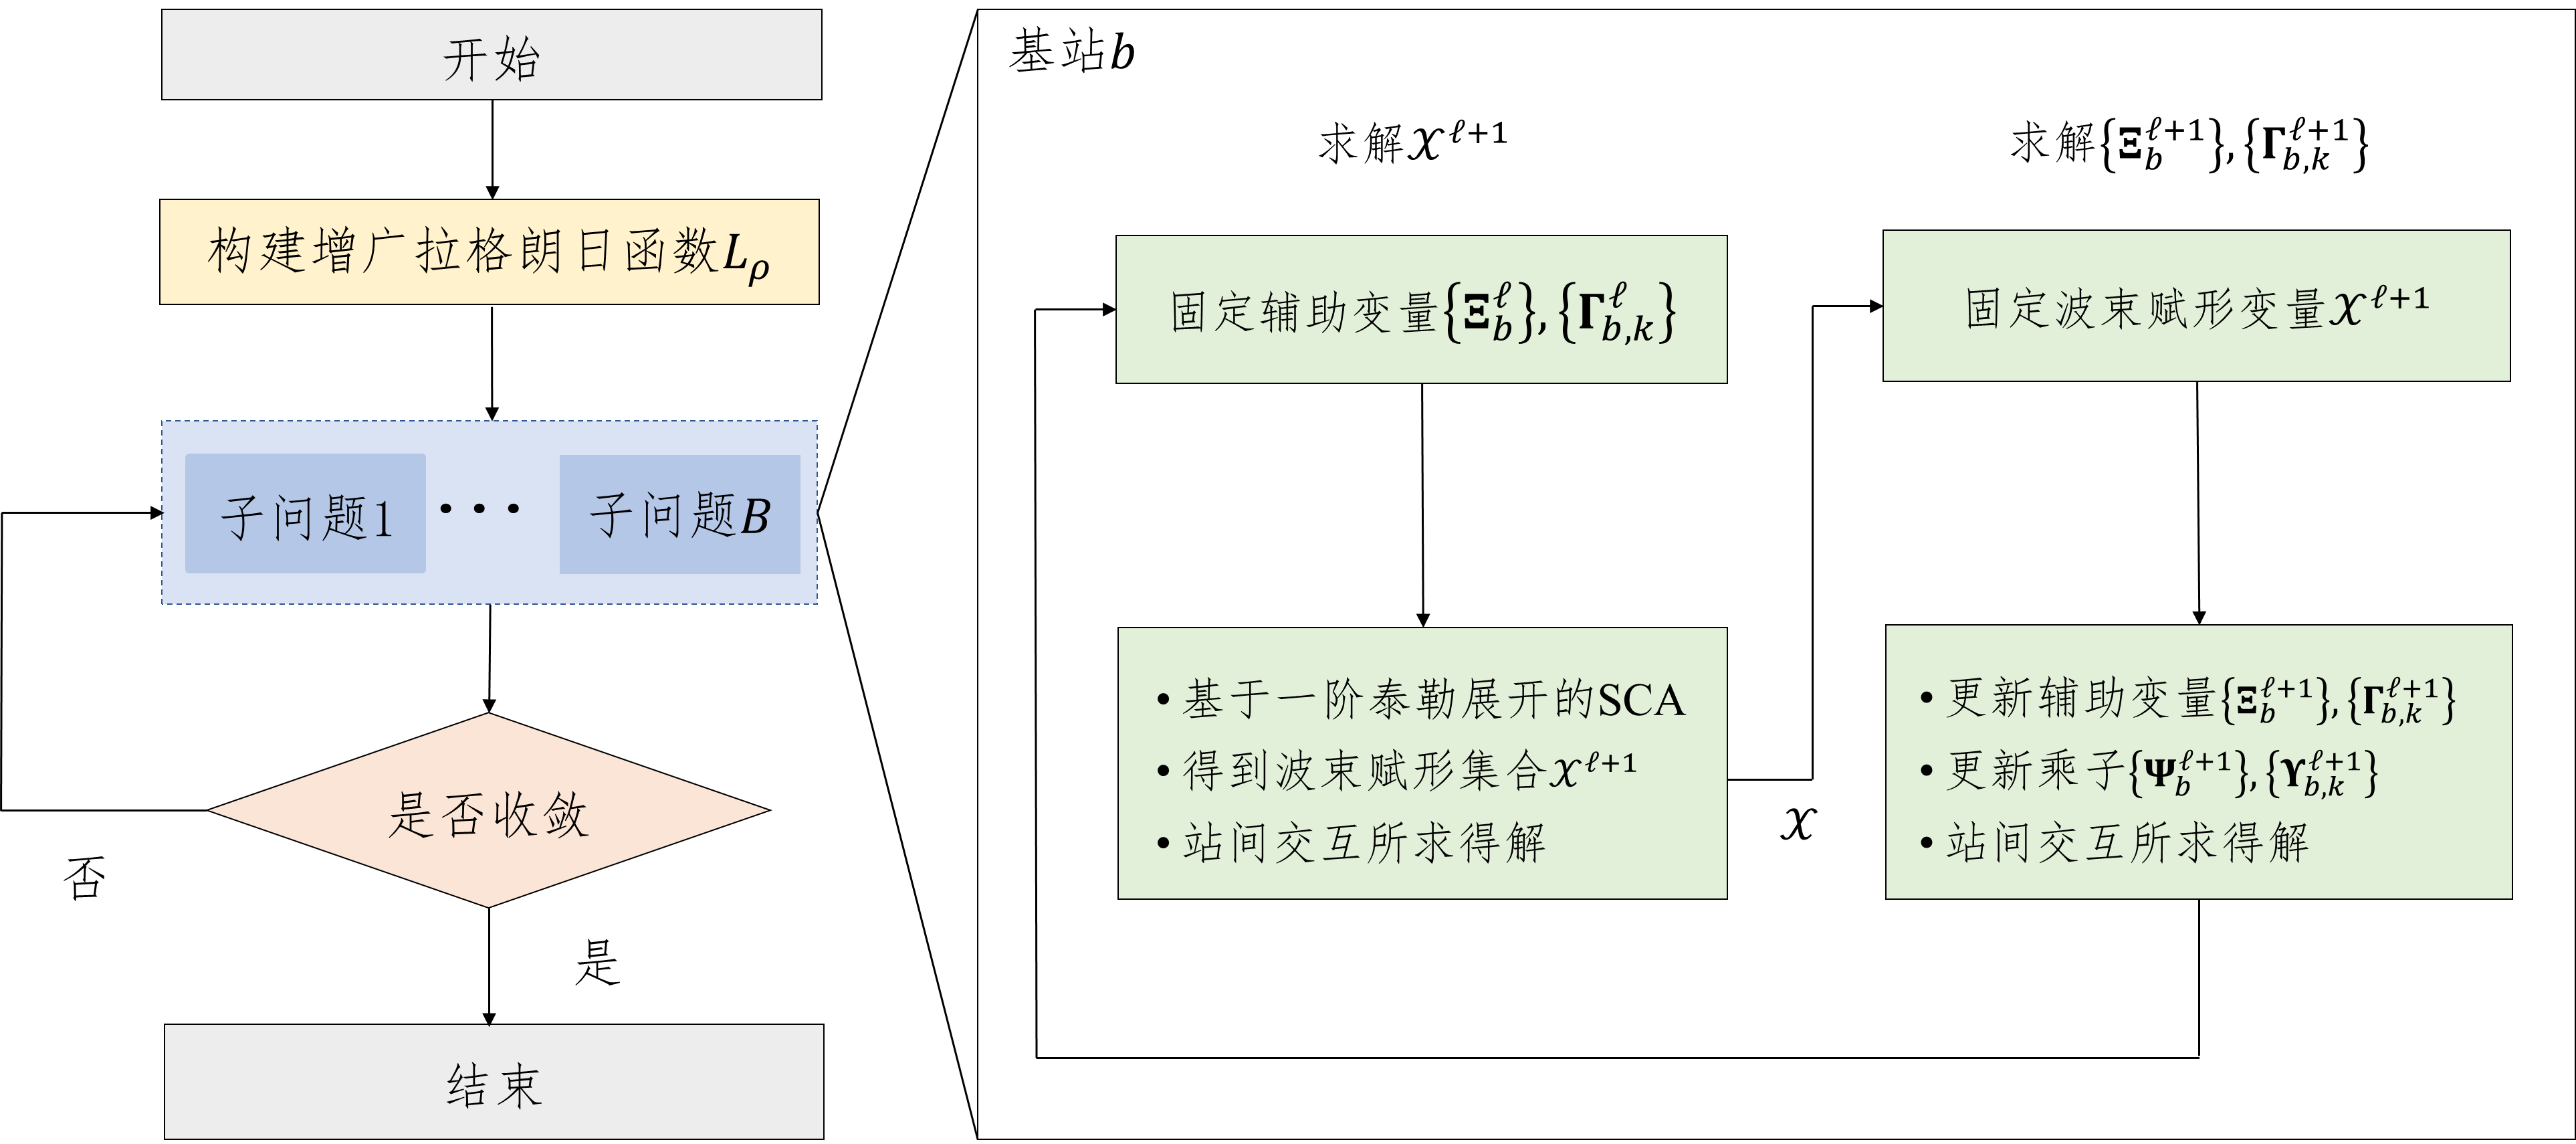 开始
构建增广拉格朗日函数L_ρ
子问题1 ··· 子问题B
是否收敛
否
是
结束
基站b
求解𝒳^{ℓ+1}
固定辅助变量{Ξ_b^ℓ},{Γ_{b,k}^ℓ}
• 基于一阶泰勒展开的SCA
• 得到波束赋形集合𝒳^{ℓ+1}
• 站间交互所求得解
𝒳
求解{Ξ_b^{ℓ+1}},{Γ_{b,k}^{ℓ+1}}
固定波束赋形变量𝒳^{ℓ+1}
• 更新辅助变量{Ξ_b^{ℓ+1}},{Γ_{b,k}^{ℓ+1}}
• 更新乘子{Ψ_b^{ℓ+1}},{ϒ_{b,k}^{ℓ+1}}
• 站间交互所求得解